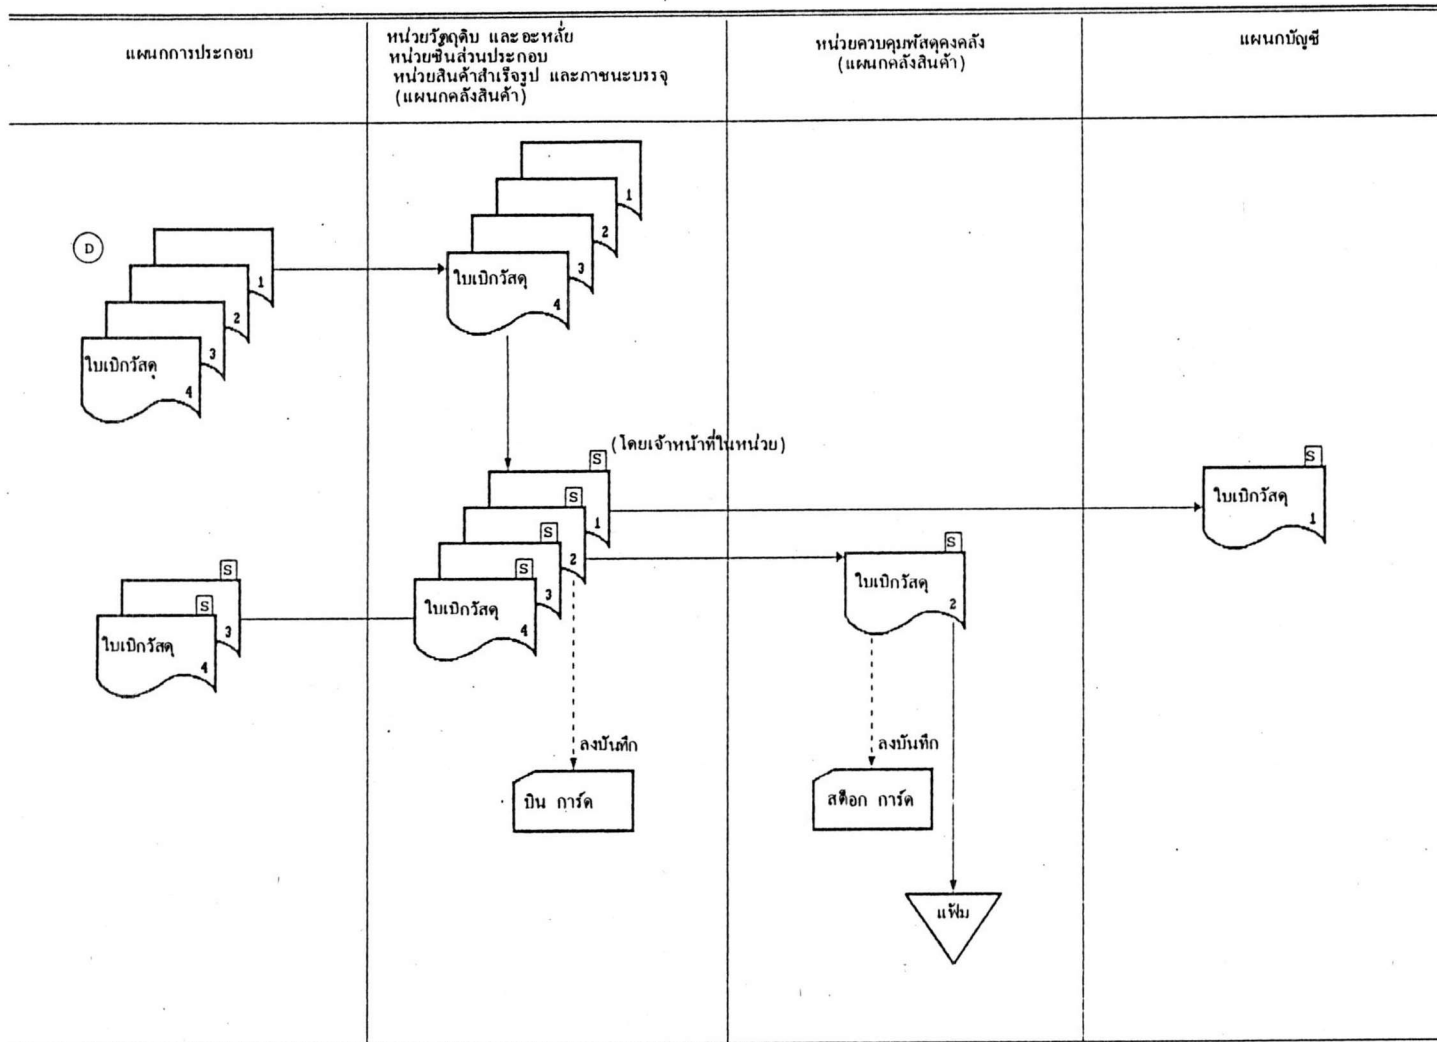 แผนกการประกอบ
หน่วยวัตถุดิบ และอะหลั่ย
หน่วยชิ้นส่วนประกอบ
หน่วยสินค้าสำเร็จรูป และภาชนะบรรจุ
(แผนกคลังสินค้า)
หน่วยควบคุมพัสดุคงคลัง
(แผนกคลังสินค้า)
แผนกบัญชี
D
1
2
3
ใบเบิกวัสดุ
4
1
2
3
ใบเบิกวัสดุ
4
(โดยเจ้าหน้าที่ในหน่วย)
S
1
S
2
S
3
S
ใบเบิกวัสดุ
4
S
ใบเบิกวัสดุ
1
S
ใบเบิกวัสดุ
2
S
3
S
ใบเบิกวัสดุ
4
ลงบันทึก
บิน การ์ด
ลงบันทึก
สต็อก การ์ด
แฟ้ม